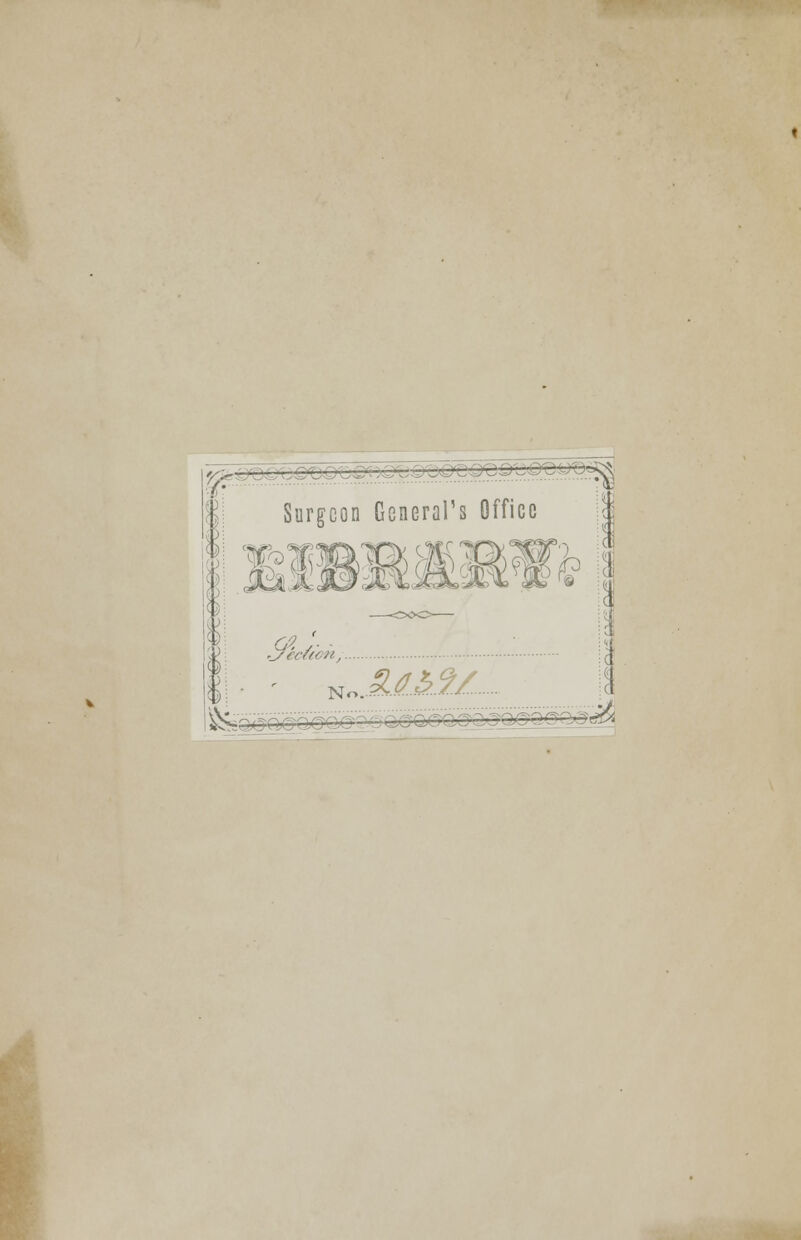 Surgeon General's Office
LIBRARY.
Section,
No. 20391